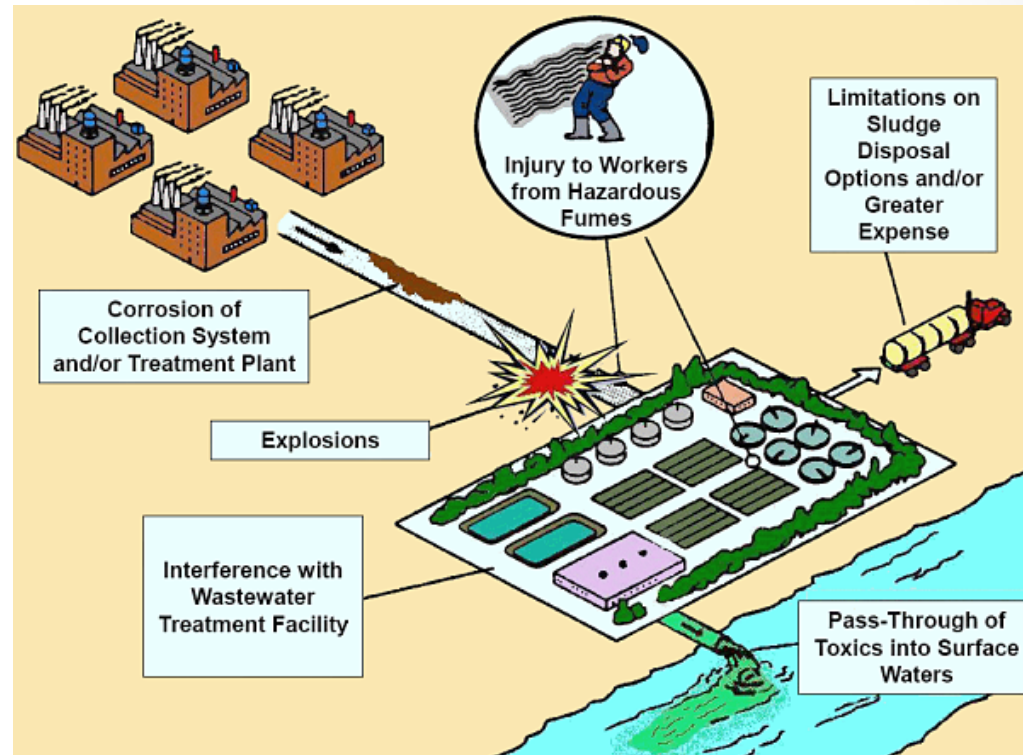 Injury to Workers
from Hazardous
Fumes
Limitations on
Sludge
Disposal
Options and/or
Greater
Expense
Corrosion of
Collection System
and/or Treatment Plant
Explosions
Interference with
Wastewater
Treatment Facility
Pass-Through of
Toxics into Surface
Waters